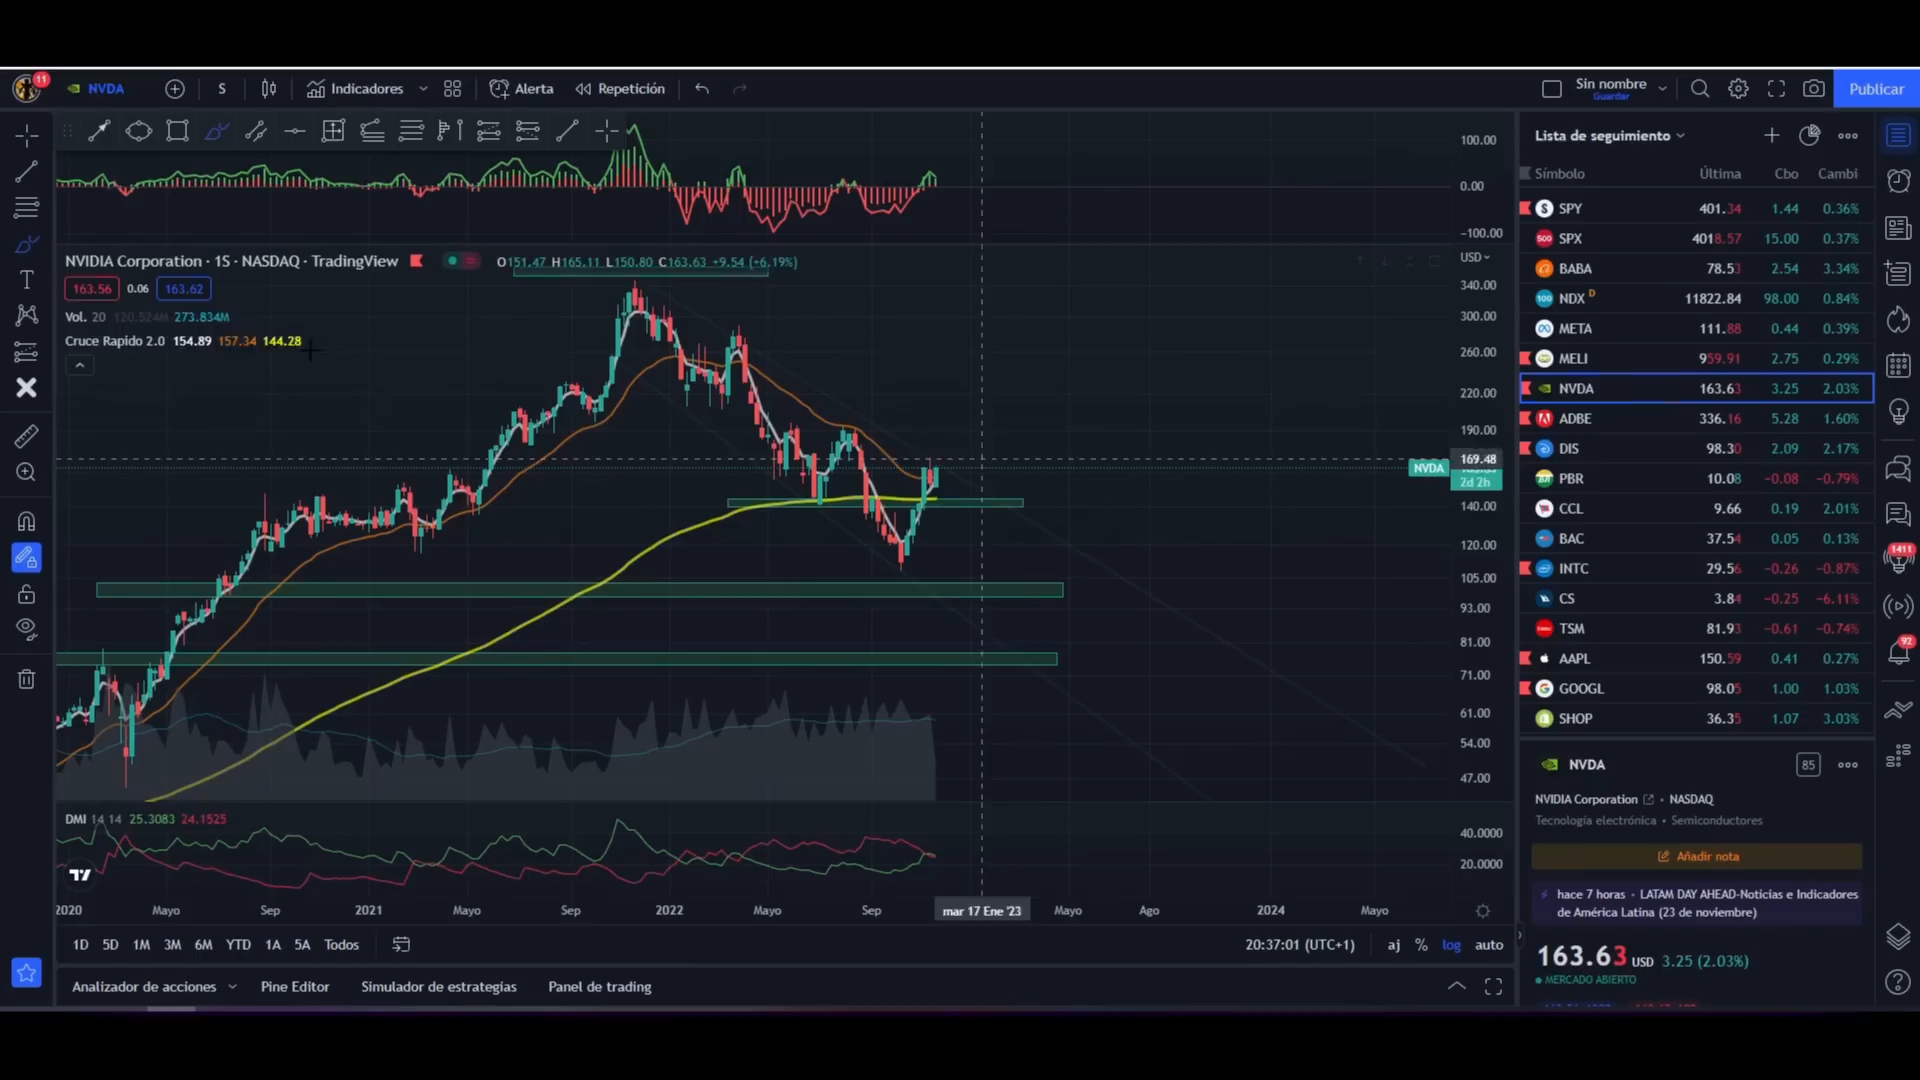 11
NVDA
S
Indicadores
Alerta
Repetición
Sin nombre
Guardar
Publicar
100.00
0.00
−100.00
NVIDIA Corporation · 1S · NASDAQ · TradingView
O151.47 H165.11 L150.80 C163.63 +9.54 (+6.19%)
USD
163.56 0.06 163.62
Vol. 20 120.524M 273.834M
Cruce Rapido 2.0 154.89 157.34 144.28
340.00
300.00
260.00
220.00
190.00
169.48
NVDA
2d 2h
140.00
120.00
105.00
93.00
81.00
71.00
61.00
54.00
47.00
DMI 14 14 25.3083 24.1525
40.0000
20.0000
2020 Mayo Sep 2021 Mayo Sep 2022 Mayo Sep mar 17 Ene '23 Mayo Ago 2024 Mayo
1D 5D 1M 3M 6M YTD 1A 5A Todos
20:37:01 (UTC+1) aj % log auto
Analizador de acciones Pine Editor Simulador de estrategias Panel de trading
Lista de seguimiento
Símbolo Última Cbo Cambi
SPY 401.34 1.44 0.36%
500 SPX 4018.57 15.00 0.37%
BABA 78.53 2.54 3.34%
100 NDX D 11822.84 98.00 0.84%
META 111.88 0.44 0.39%
MELI 959.91 2.75 0.29%
NVDA 163.63 3.25 2.03%
ADBE 336.16 5.28 1.60%
DIS 98.30 2.09 2.17%
PBR 10.08 −0.08 −0.79%
CCL 9.66 0.19 2.01%
BAC 37.54 0.05 0.13%
INTC 29.56 −0.26 −0.87%
CS 3.84 −0.25 −6.11%
TSM 81.93 −0.61 −0.74%
AAPL 150.59 0.41 0.27%
GOOGL 98.05 1.00 1.03%
SHOP 36.35 1.07 3.03%
NVDA
85
NVIDIA Corporation • NASDAQ
Tecnología electrónica • Semiconductores
Añadir nota
hace 7 horas • LATAM DAY AHEAD-Noticias e Indicadores
de América Latina (23 de noviembre)
163.63 USD 3.25 (2.03%)
MERCADO ABIERTO
1411
92